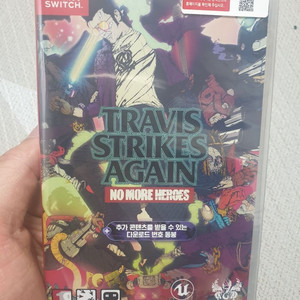 SWITCH.
TRAVIS
STRIKES
AGAIN
NO MORE HEROES
추가 콘텐츠를 받을 수 있는
다운로드 번호 동봉